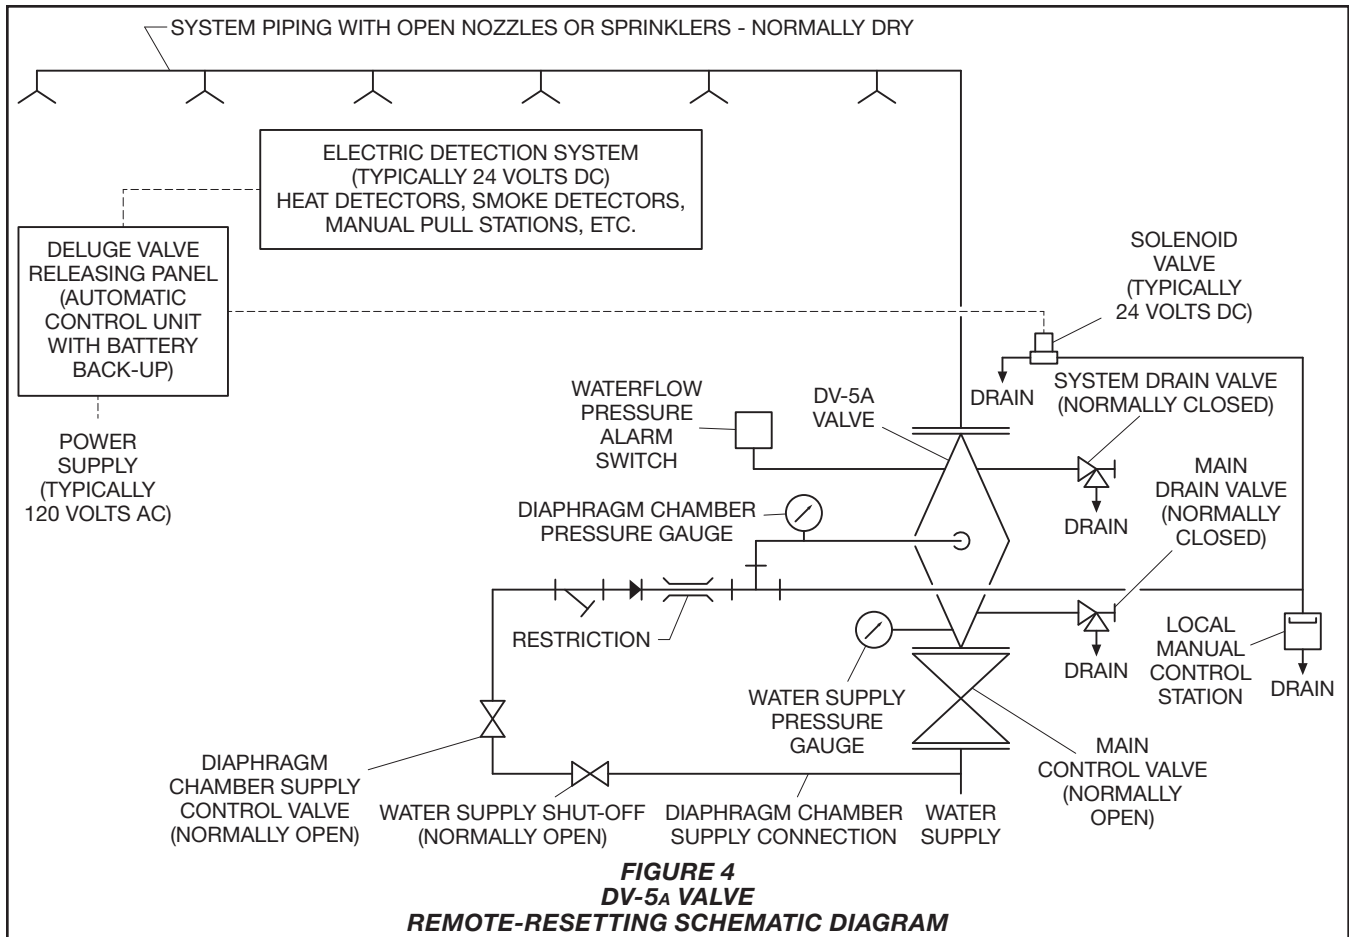 SYSTEM PIPING WITH OPEN NOZZLES OR SPRINKLERS - NORMALLY DRY
ELECTRIC DETECTION SYSTEM
(TYPICALLY 24 VOLTS DC)
HEAT DETECTORS, SMOKE DETECTORS,
MANUAL PULL STATIONS, ETC.
DELUGE VALVE
RELEASING PANEL
(AUTOMATIC
CONTROL UNIT
WITH BATTERY
BACK-UP)
POWER
SUPPLY
(TYPICALLY
120 VOLTS AC)
SOLENOID
VALVE
(TYPICALLY
24 VOLTS DC)
DRAIN
SYSTEM DRAIN VALVE
(NORMALLY CLOSED)
WATERFLOW
PRESSURE
ALARM
SWITCH
DV-5A
VALVE
DRAIN
MAIN
DRAIN VALVE
(NORMALLY
CLOSED)
DIAPHRAGM CHAMBER
PRESSURE GAUGE
RESTRICTION
DRAIN
LOCAL
MANUAL
CONTROL
STATION
DRAIN
WATER SUPPLY
PRESSURE
GAUGE
MAIN
CONTROL VALVE
(NORMALLY
OPEN)
DIAPHRAGM
CHAMBER SUPPLY
CONTROL VALVE
(NORMALLY OPEN)
WATER SUPPLY SHUT-OFF
(NORMALLY OPEN)
DIAPHRAGM CHAMBER
SUPPLY CONNECTION
WATER
SUPPLY
FIGURE 4
DV-5A VALVE
REMOTE-RESETTING SCHEMATIC DIAGRAM